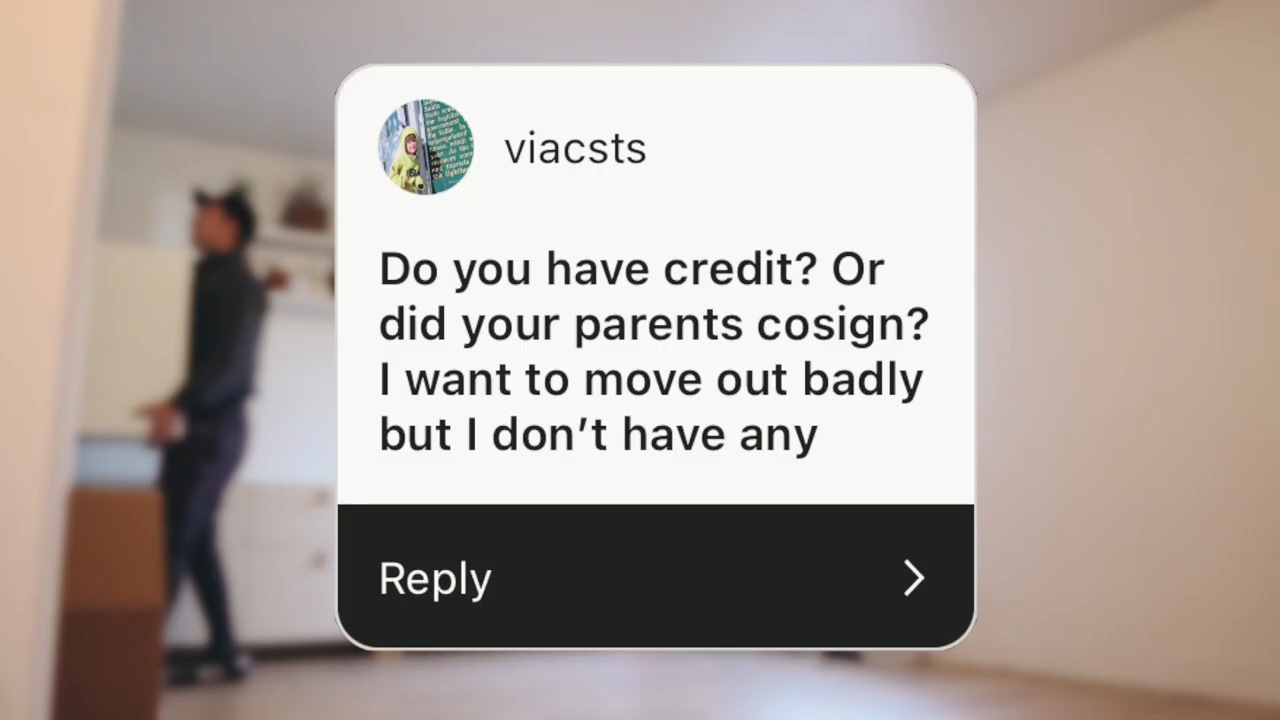 viacsts
Do you have credit? Or
did your parents cosign?
I want to move out badly
but I don’t have any
Reply